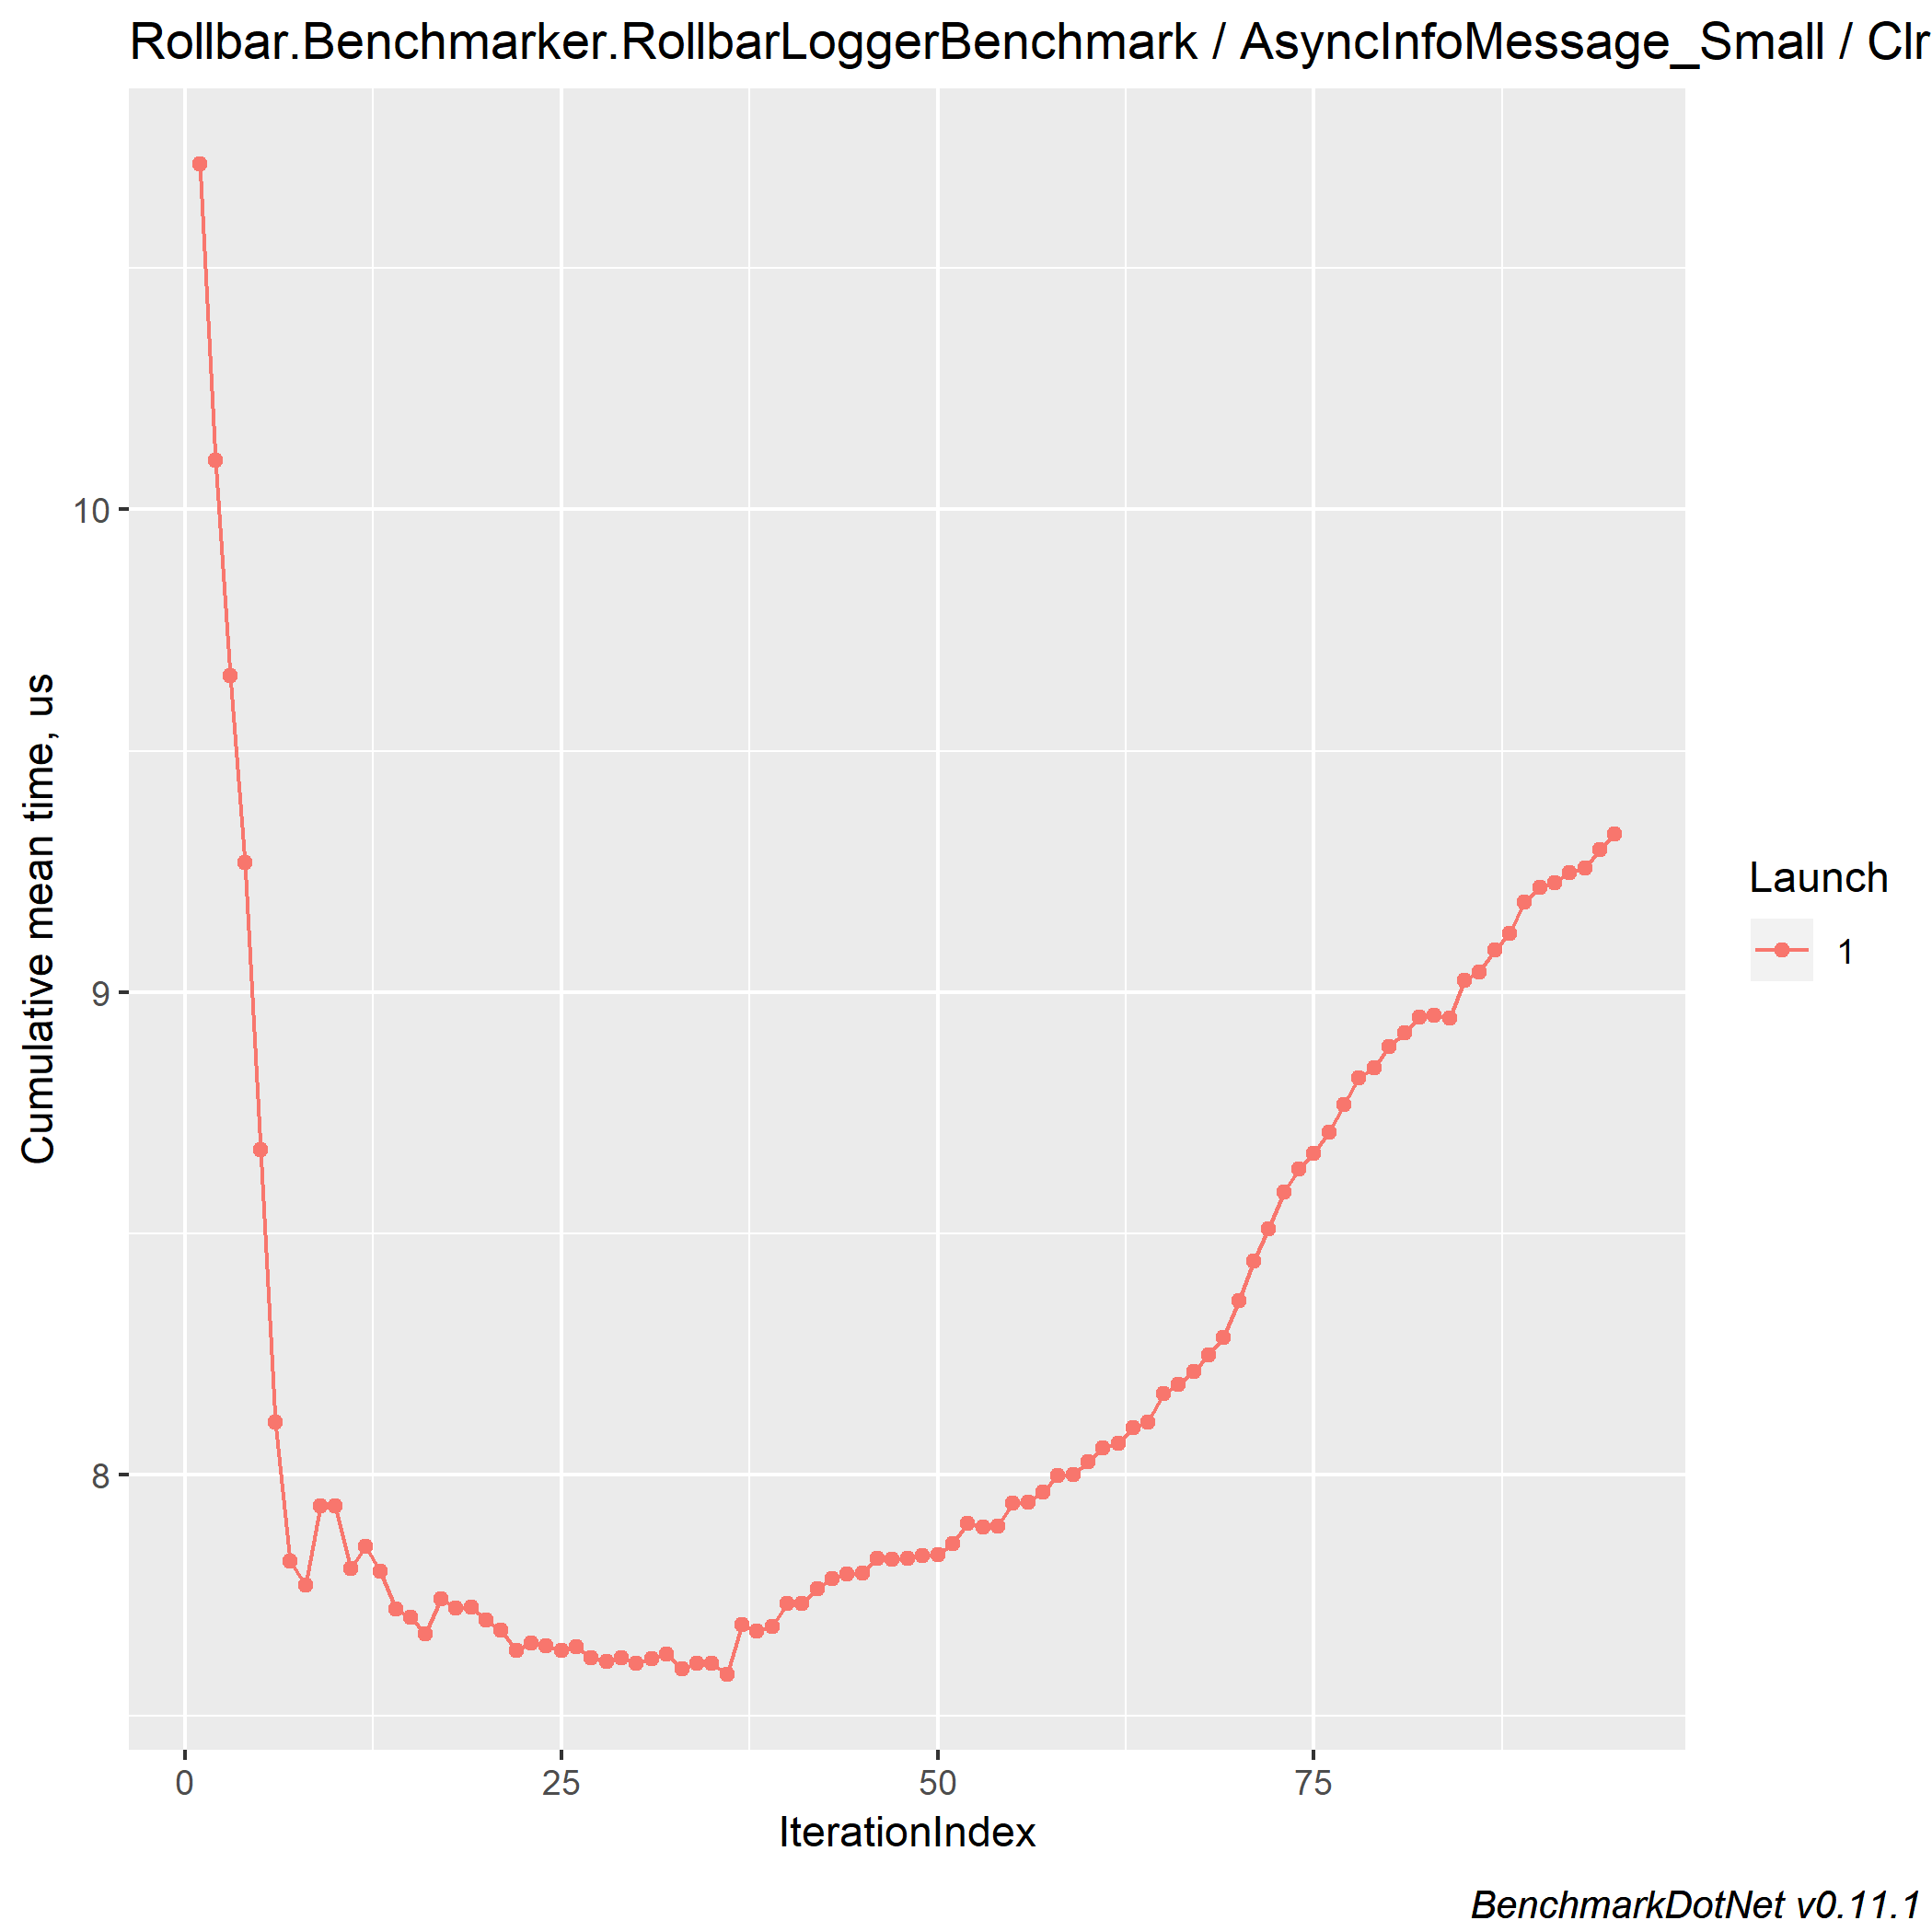 Rollbar.Benchmarker.RollbarLoggerBenchmark / AsyncInfoMessage_Small / Clr
Cumulative mean time, us
10
9
8
0 25 50 75
IterationIndex
Launch
1
BenchmarkDotNet v0.11.1